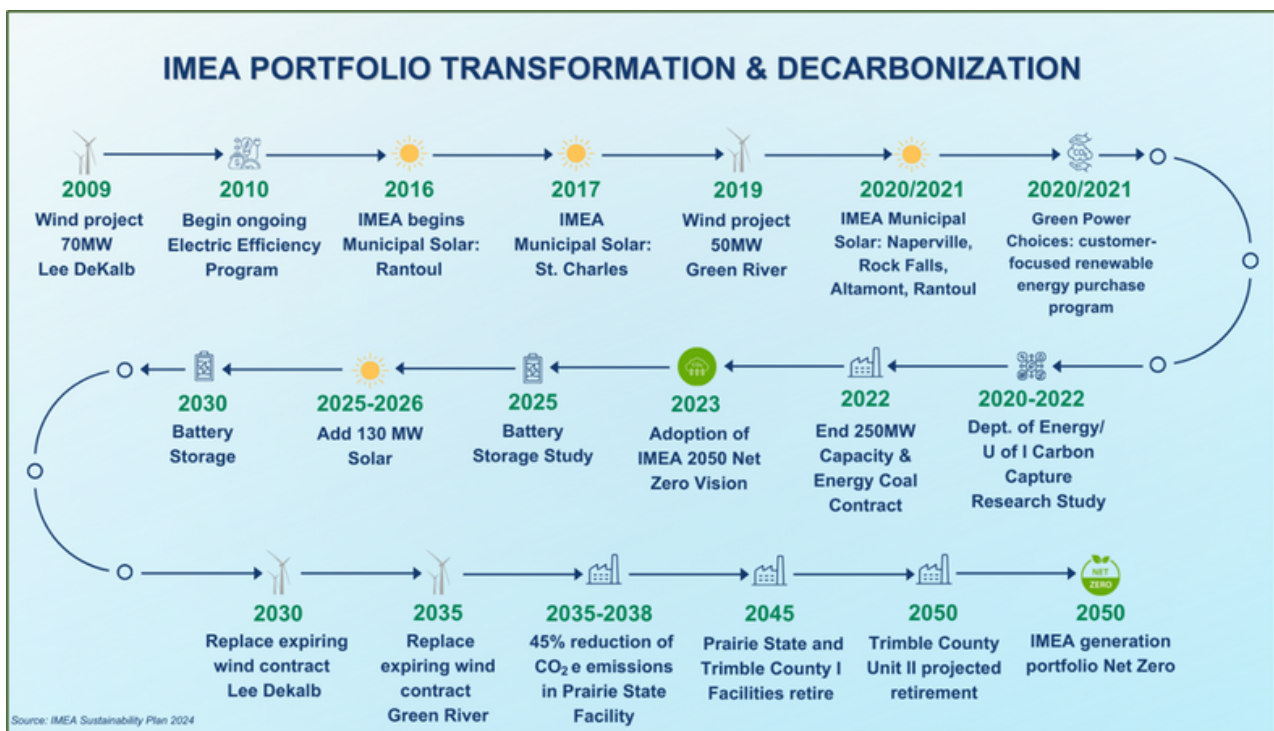 IMEA PORTFOLIO TRANSFORMATION & DECARBONIZATION
2009
Wind project
70MW
Lee DeKalb
2010
Begin ongoing
Electric Efficiency
Program
2016
IMEA begins
Municipal Solar:
Rantoul
2017
IMEA
Municipal Solar:
St. Charles
2019
Wind project
50MW
Green River
2020/2021
IMEA Municipal
Solar: Naperville,
Rock Falls,
Altamont, Rantoul
2020/2021
Green Power
Choices: customer-
focused renewable
energy purchase
program
2020-2022
Dept. of Energy/
U of I Carbon
Capture
Research Study
2022
End 250MW
Capacity &
Energy Coal
Contract
2023
Adoption of
IMEA 2050 Net
Zero Vision
2025
Battery
Storage Study
2025-2026
Add 130 MW
Solar
2030
Battery
Storage
2030
Replace expiring
wind contract
Lee Dekalb
2035
Replace
expiring wind
contract
Green River
2035-2038
45% reduction of
CO₂ e emissions
in Prairie State
Facility
2045
Prairie State and
Trimble County I
Facilities retire
2050
Trimble County
Unit II projected
retirement
NET
ZERO
2050
IMEA generation
portfolio Net Zero
Source: IMEA Sustainability Plan 2024